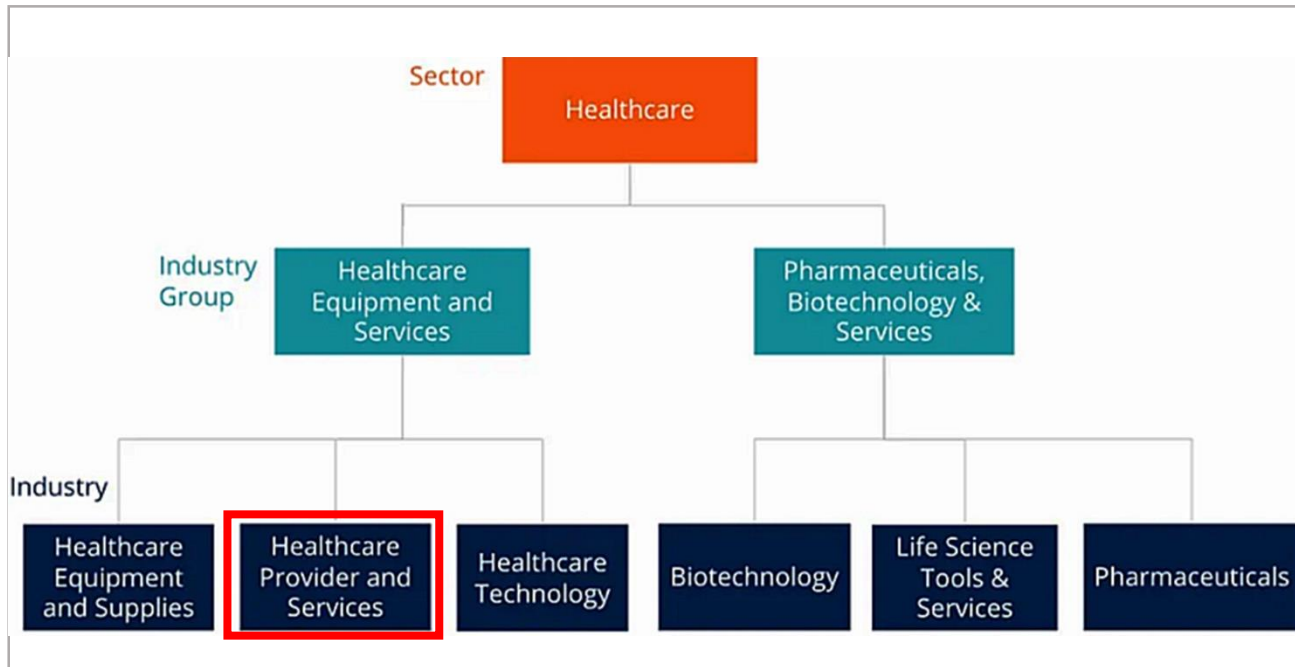 Sector
Healthcare
Industry
Group
Healthcare
Equipment and
Services
Pharmaceuticals,
Biotechnology &
Services
Industry
Healthcare
Equipment
and Supplies
Healthcare
Provider and
Services
Healthcare
Technology
Biotechnology
Life Science
Tools &
Services
Pharmaceuticals